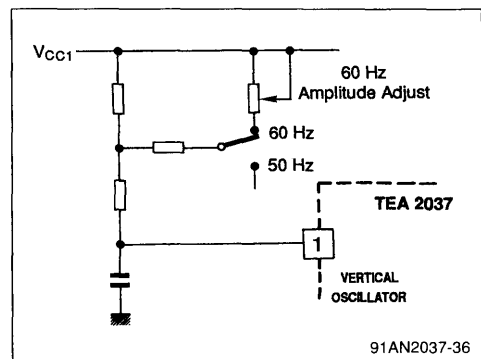 VCC1
60 Hz
Amplitude Adjust
60 Hz
50 Hz
TEA 2037
1
VERTICAL
OSCILLATOR
91AN2037-36